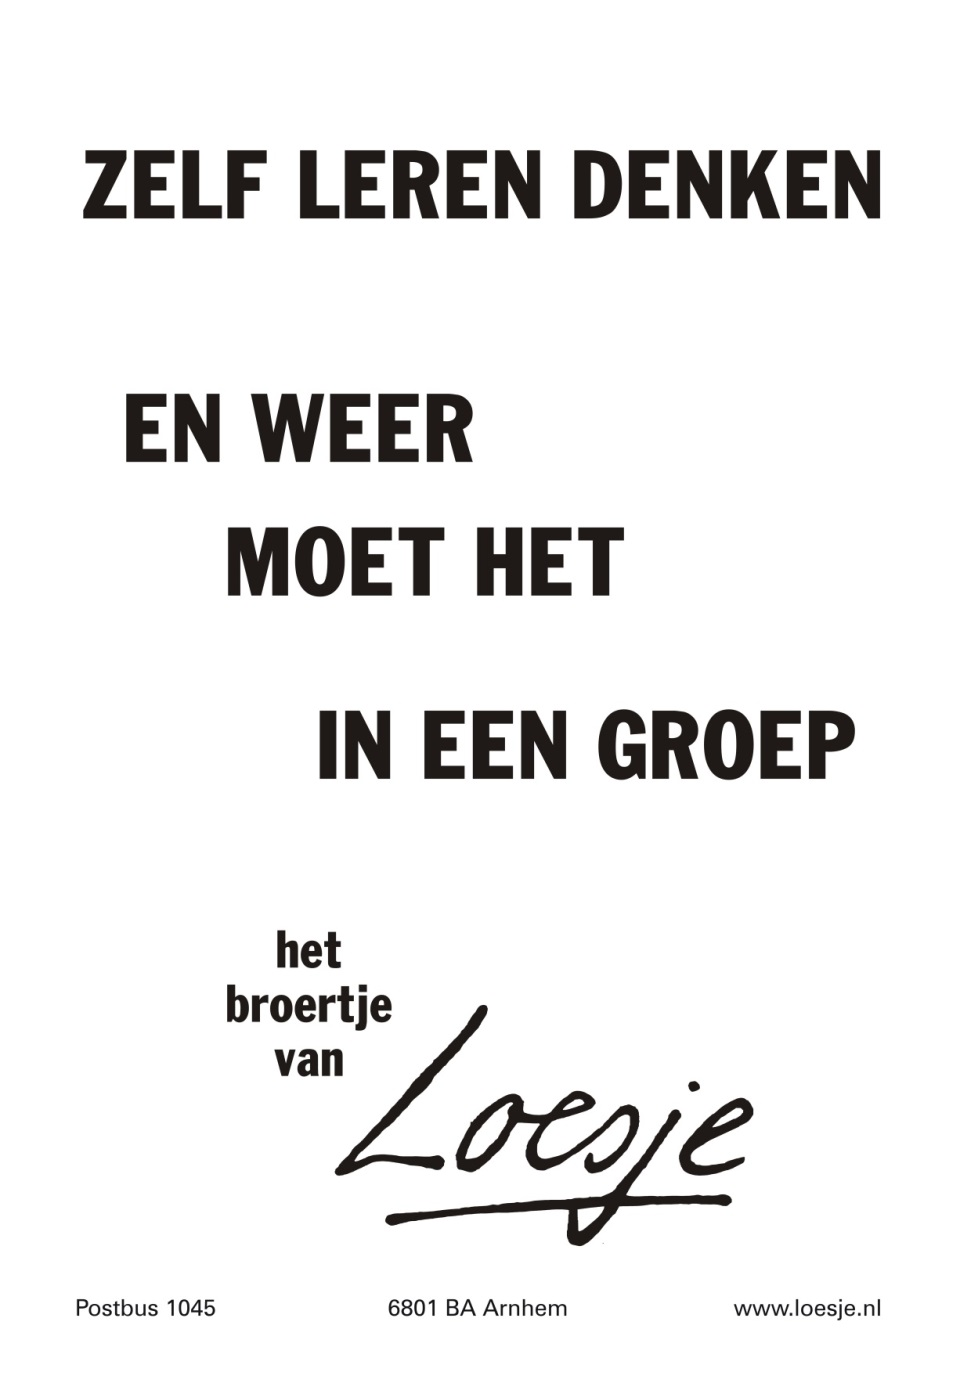 ZELF LEREN DENKEN
EN WEER
MOET HET
IN EEN GROEP
het
broertje
van
Loesje
Postbus 1045 6801 BA Arnhem www.loesje.nl